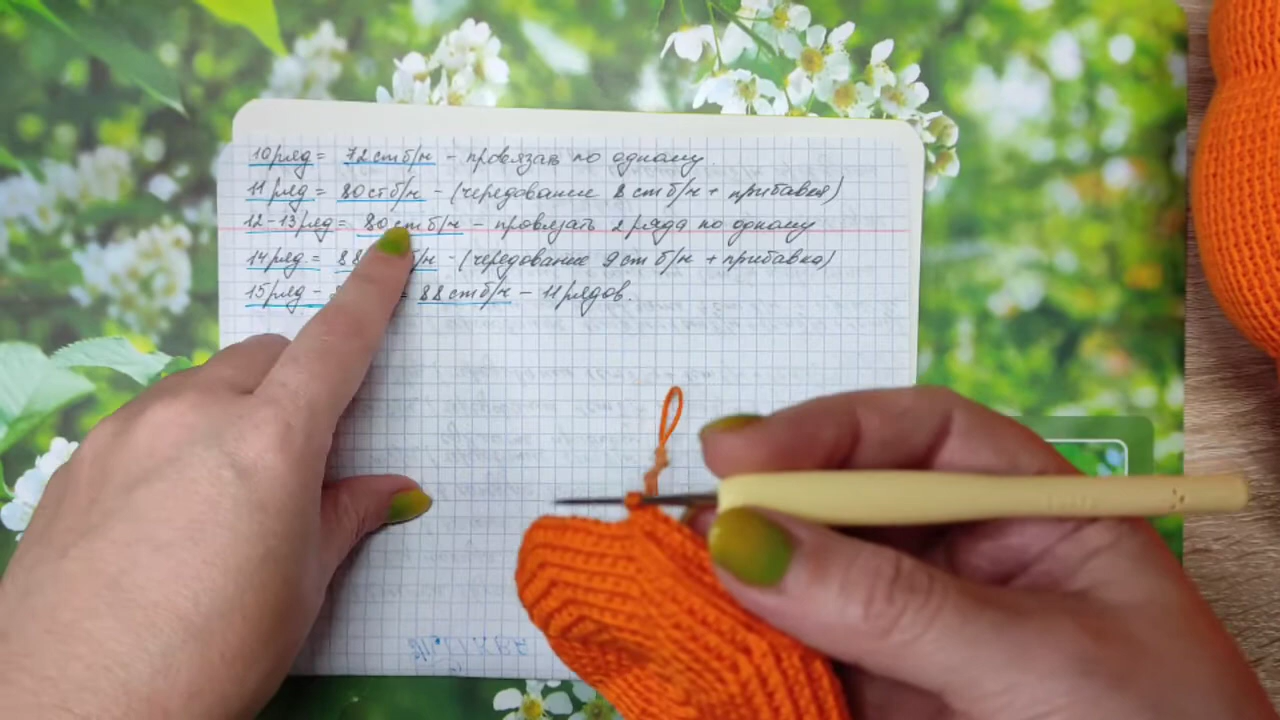 10 ряд = 72 ст б/н - провязать по одному.
11 ряд = 80 ст б/н - (чередование 8 ст б/н + прибавка)
12-13 ряд = 80 ст б/н - провязать 2 ряда по одному
14 ряд = 88 б/н - (чередование 9 ст б/н + прибавка)
15 ряд - = 88 ст б/н - 11 рядов.